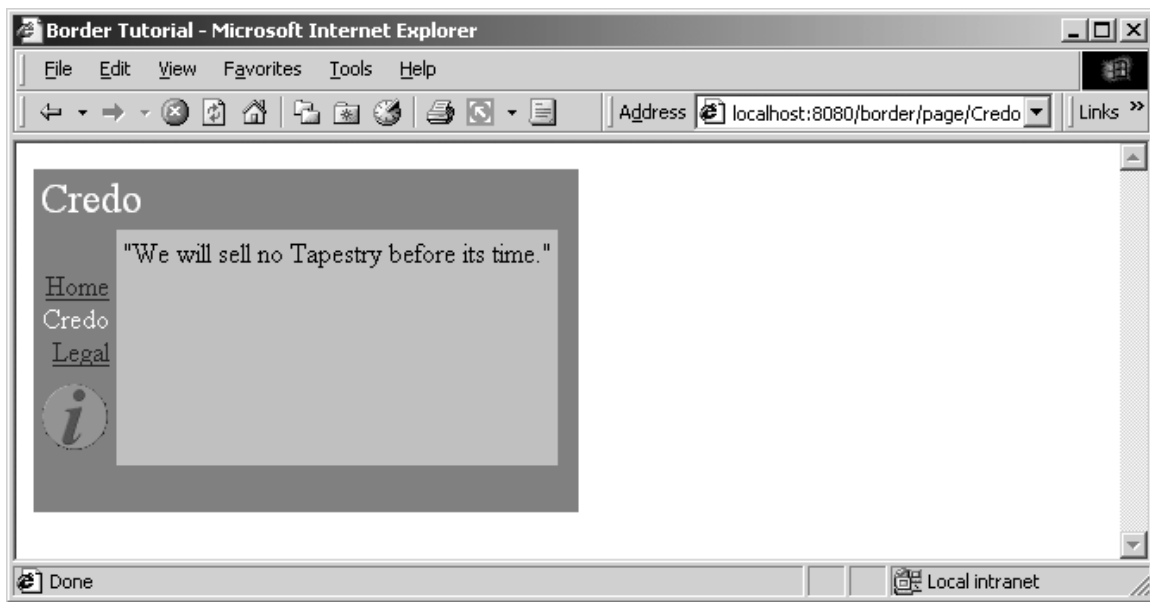 Border Tutorial - Microsoft Internet Explorer
File Edit View Favorites Tools Help
Address localhost:8080/border/page/Credo Links »
Credo
"We will sell no Tapestry before its time."
Home
Credo
Legal
i
Done Local intranet